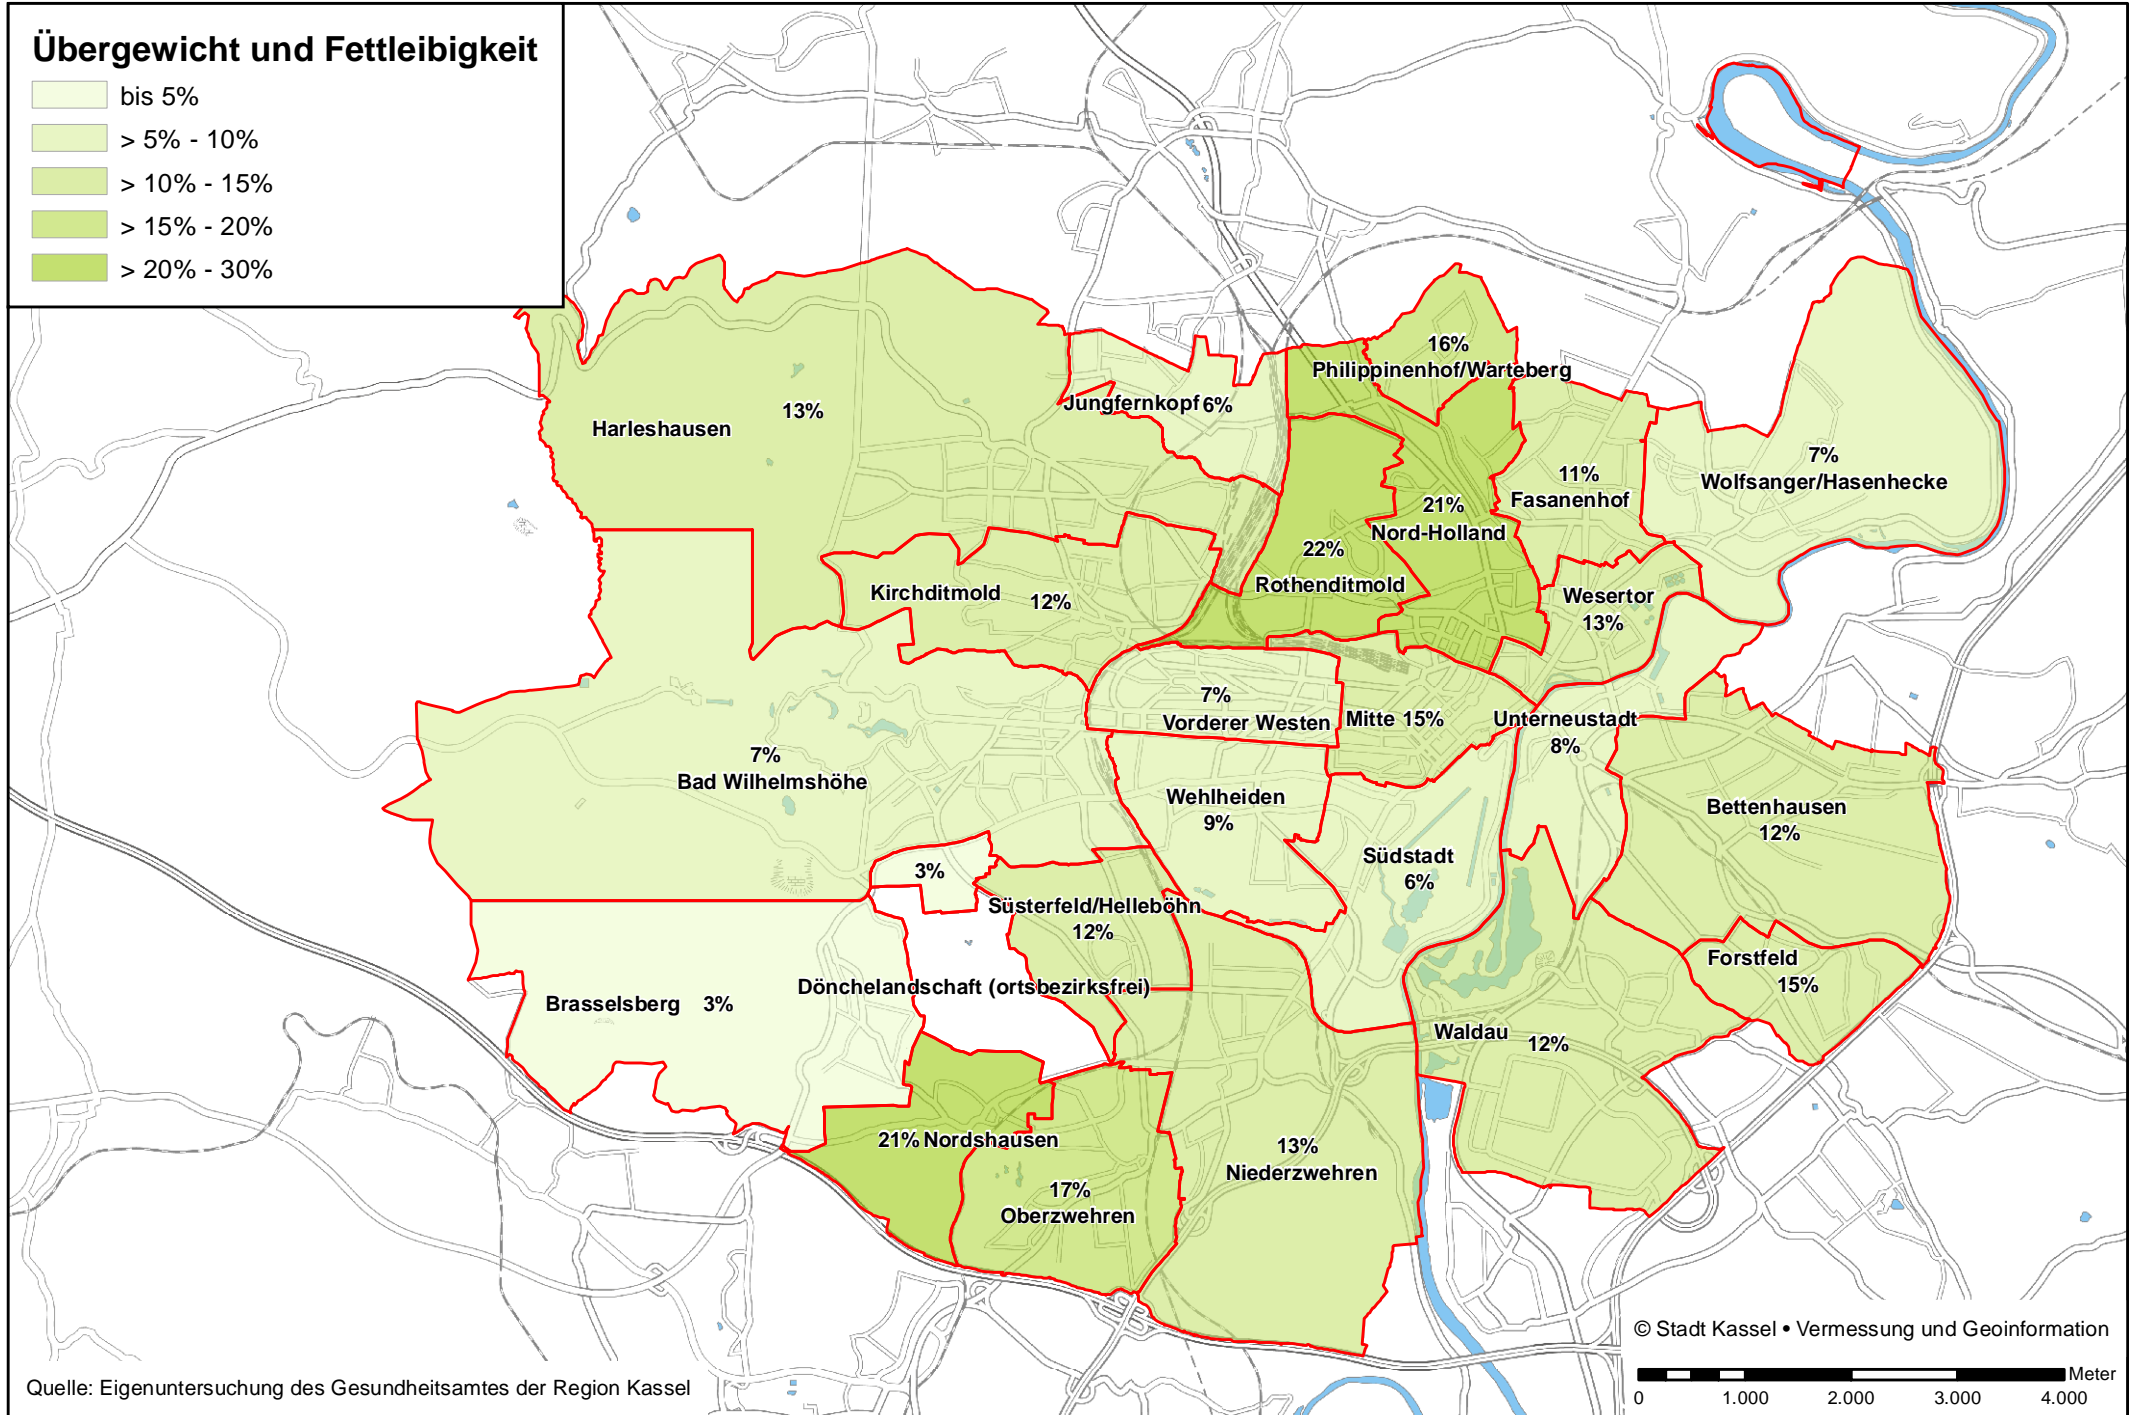 Übergewicht und Fettleibigkeit
bis 5%
> 5% - 10%
> 10% - 15%
> 15% - 20%
> 20% - 30%
16%
Philippinenhof/Warteberg
Jungfernkopf 6%
Harleshausen 13%
7%
Wolfsanger/Hasenhecke
11%
Fasanenhof
21%
Nord-Holland
22%
Rothenditmold
Kirchditmold 12%
Wesertor
13%
7%
Vorderer Westen
Mitte 15%
Unterneustadt
8%
7%
Bad Wilhelmshöhe
Wehlheiden
9%
Bettenhausen
12%
Südstadt
6%
3%
Süsterfeld/Helleböhn
12%
Forstfeld
15%
Dönchelandschaft (ortsbezirksfrei)
Brasselsberg 3%
Waldau 12%
21% Nordshausen
13%
Niederzwehren
17%
Oberzwehren
© Stadt Kassel • Vermessung und Geoinformation
Meter
0 1.000 2.000 3.000 4.000
Quelle: Eigenuntersuchung des Gesundheitsamtes der Region Kassel